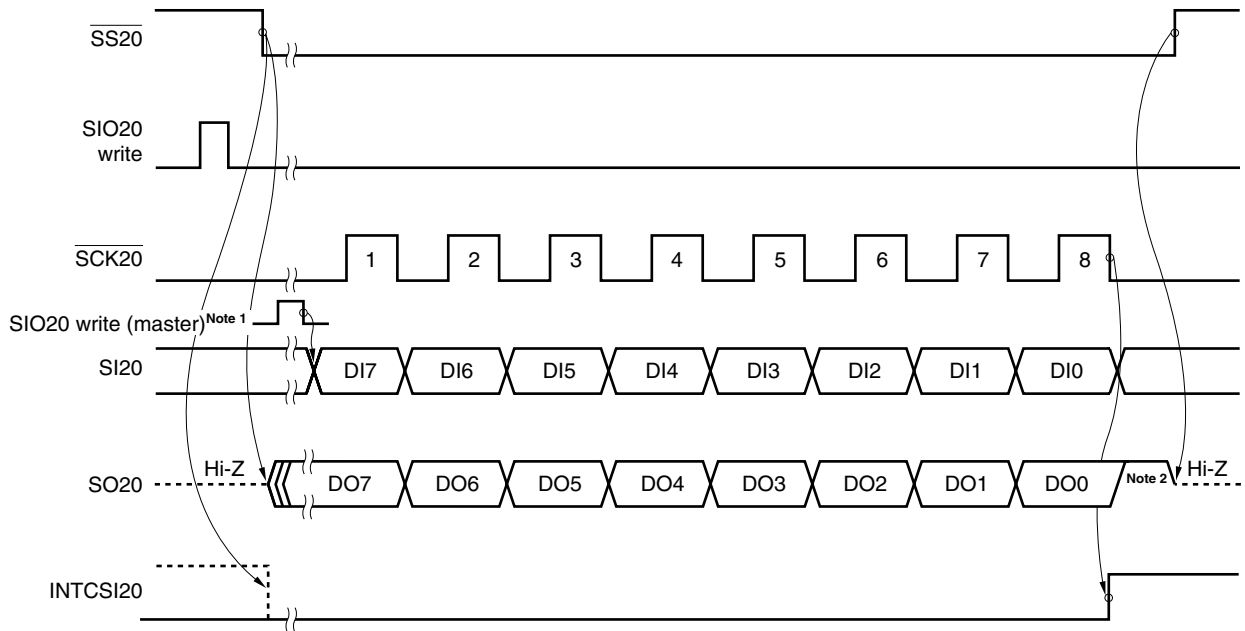 SS20
SIO20
write
SCK20
1 2 3 4 5 6 7 8
SIO20 write (master)Note 1
SI20
DI7 DI6 DI5 DI4 DI3 DI2 DI1 DI0
Hi-Z
SO20
DO7 DO6 DO5 DO4 DO3 DO2 DO1 DO0
Note 2
Hi-Z
INTCSI20